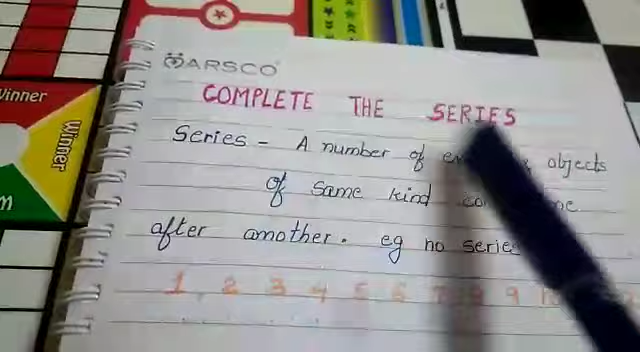 MARSCO
COMPLETE THE SERIES
Series - A number of objects
of same kind
after amother. eg no series
1, 2 3 4 5 6 7 8 9
Winner
Winner